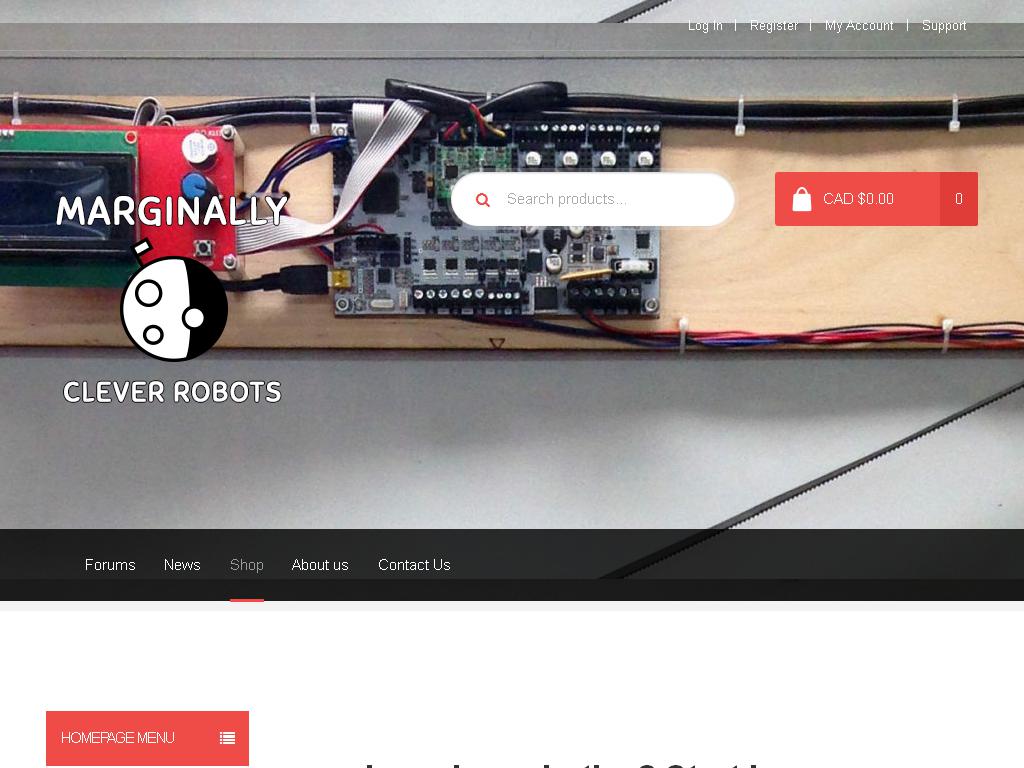 Log In | Register | My Account | Support
MARGINALLY
Search products...
CAD $0.00 0
CLEVER ROBOTS
Forums News Shop About us Contact Us
HOMEPAGE MENU